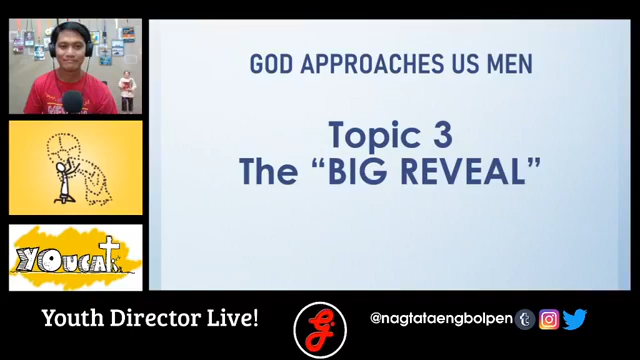 GOD APPROACHES US MEN
Topic 3
The “BIG REVEAL”
YOUCAT
Youth Director Live!
G.
@nagtataengbolpen